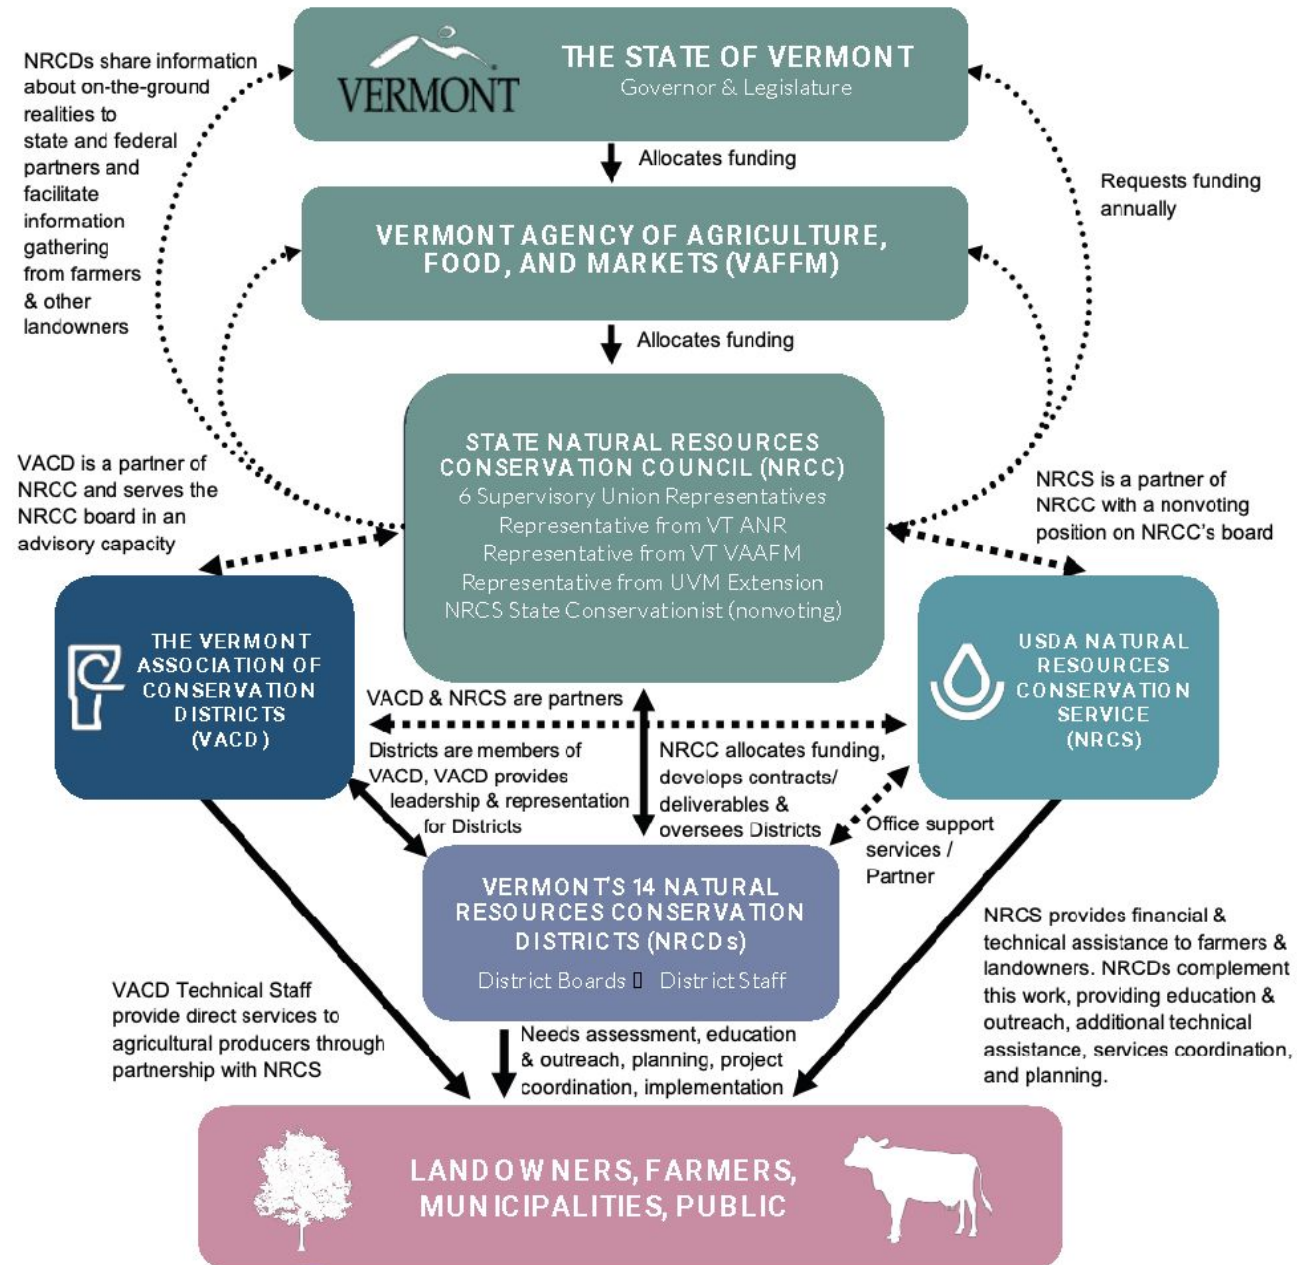 NRCDs share information
about on-the-ground
realities to
state and federal
partners and
facilitate
information
gathering
from farmers
& other
landowners
VERMONT
THE STATE OF VERMONT
Governor & Legislature
Allocates funding
Requests funding
annually
VERMONT AGENCY OF AGRICULTURE,
FOOD, AND MARKETS (VAFFM)
Allocates funding
STATE NATURAL RESOURCES
CONSERVATION COUNCIL (NRCC)
6 Supervisory Union Representatives
Representative from VT ANR
Representative from VT VAAFM
Representative from UVM Extension
NRCS State Conservationist (nonvoting)
VACD is a partner of
NRCC and serves the
NRCC board in an
advisory capacity
NRCS is a partner of
NRCC with a nonvoting
position on NRCC's board
THE VERMONT
ASSOCIATION OF
CONSERVATION
DISTRICTS
(VACD)
USDA NATURAL
RESOURCES
CONSERVATION
SERVICE
(NRCS)
VACD & NRCS are partners
Districts are members of
VACD, VACD provides
leadership & representation
for Districts
NRCC allocates funding,
develops contracts/
deliverables &
oversees Districts
Office support
services /
Partner
VERMONT'S 14 NATURAL
RESOURCES CONSERVATION
DISTRICTS (NRCDs)
District Boards ▯ District Staff
VACD Technical Staff
provide direct services to
agricultural producers through
partnership with NRCS
Needs assessment, education
& outreach, planning, project
coordination, implementation
NRCS provides financial &
technical assistance to farmers &
landowners. NRCDs complement
this work, providing education &
outreach, additional technical
assistance, services coordination,
and planning.
LANDOWNERS, FARMERS,
MUNICIPALITIES, PUBLIC